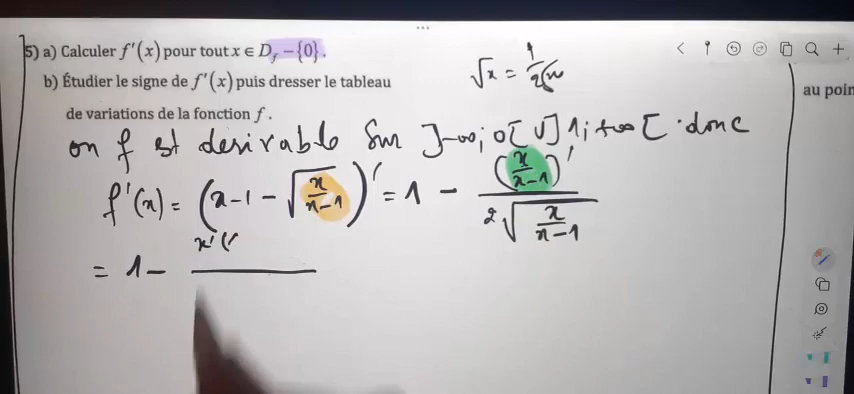 5) a) Calculer f'(x) pour tout x ∈ D_f − {0}.
b) Étudier le signe de f'(x) puis dresser le tableau
de variations de la fonction f.
√x = 1/(2√x)
au poin
on f est derivable Sur ]-∞; 0[ ∪ ]1; +∞[ . donc
f'(x) = (x-1 - √(x/(x-1)))' = 1 - (x/(x-1))' / (2√(x/(x-1)))
= 1 - x'(